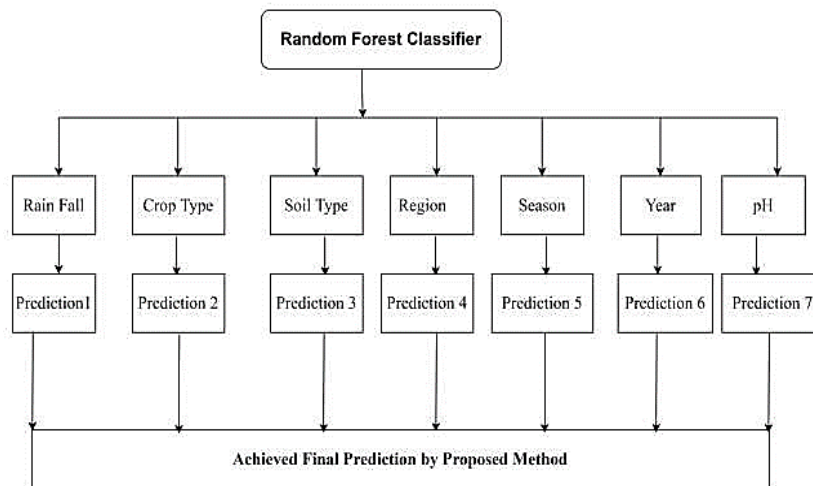 Random Forest Classifier
Rain Fall
Crop Type
Soil Type
Region
Season
Year
pH
Prediction1
Prediction 2
Prediction 3
Prediction 4
Prediction 5
Prediction 6
Prediction 7
Achieved Final Prediction by Proposed Method